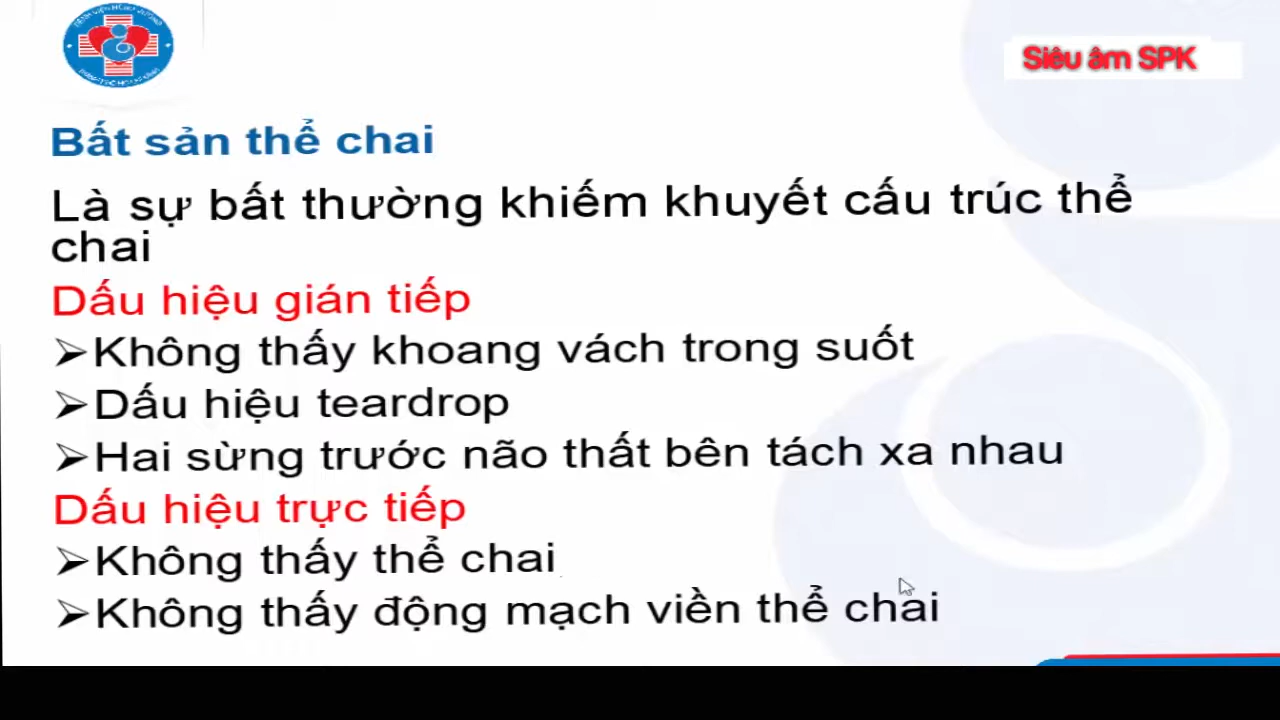 Siêu âm SPK
Bất sản thể chai
Là sự bất thường khiếm khuyết cấu trúc thể
chai
Dấu hiệu gián tiếp
➢Không thấy khoang vách trong suốt
➢Dấu hiệu teardrop
➢Hai sừng trước não thất bên tách xa nhau
Dấu hiệu trực tiếp
➢Không thấy thể chai
➢Không thấy động mạch viền thể chai